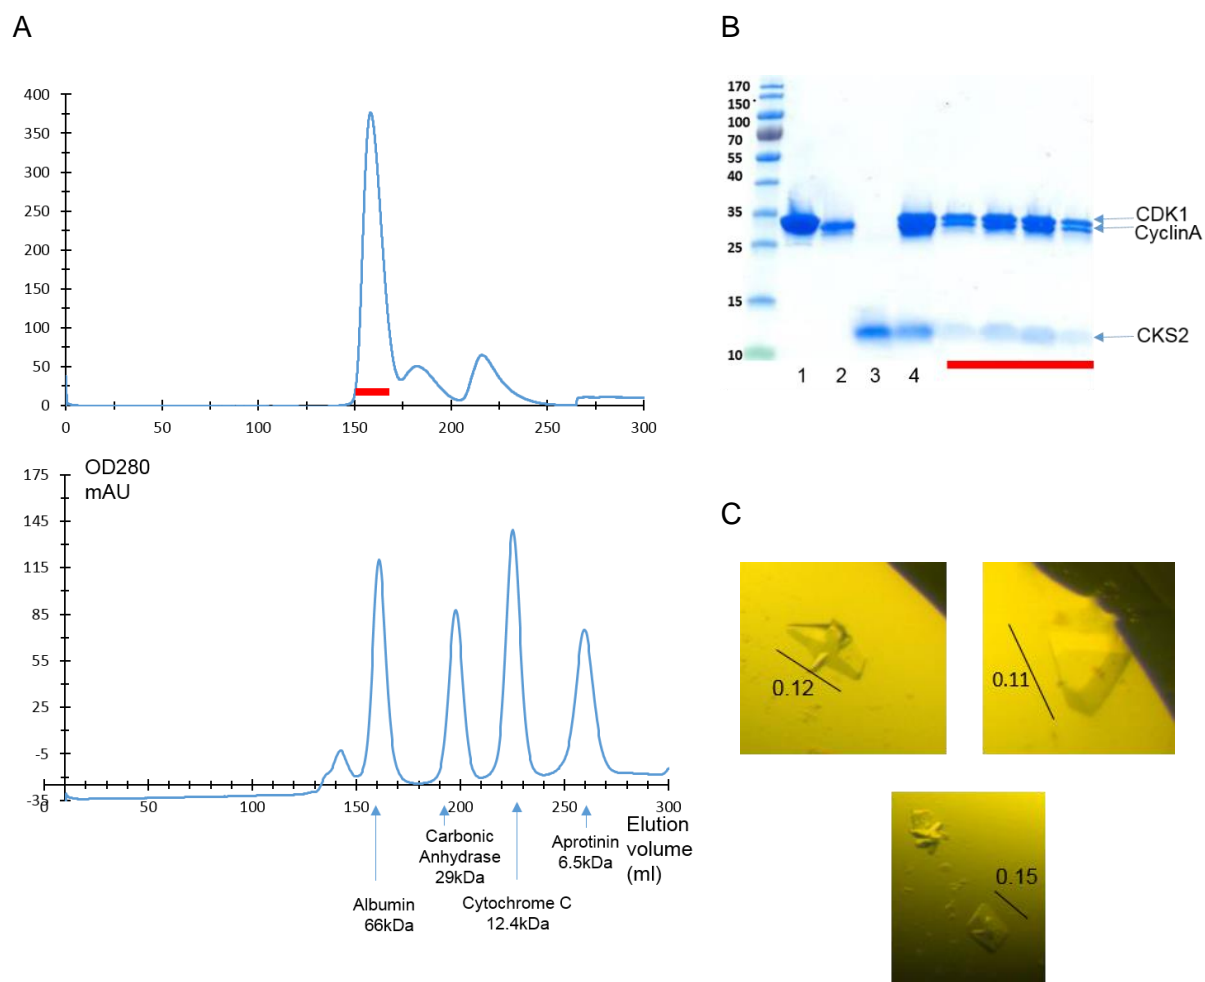 A
400
350
300
250
200
150
100
50
0
0 50 100 150 200 250 300
OD280
mAU
175
145
115
85
55
25
-5
-35
0 50 100 150 200 250 300
Elution
volume
(ml)
Albumin
66kDa
Carbonic
Anhydrase
29kDa
Cytochrome C
12.4kDa
Aprotinin
6.5kDa
B
170
150
100
70
55
40
35
25
15
10
1 2 3 4
CDK1
CyclinA
CKS2
C
0.12
0.11
0.15